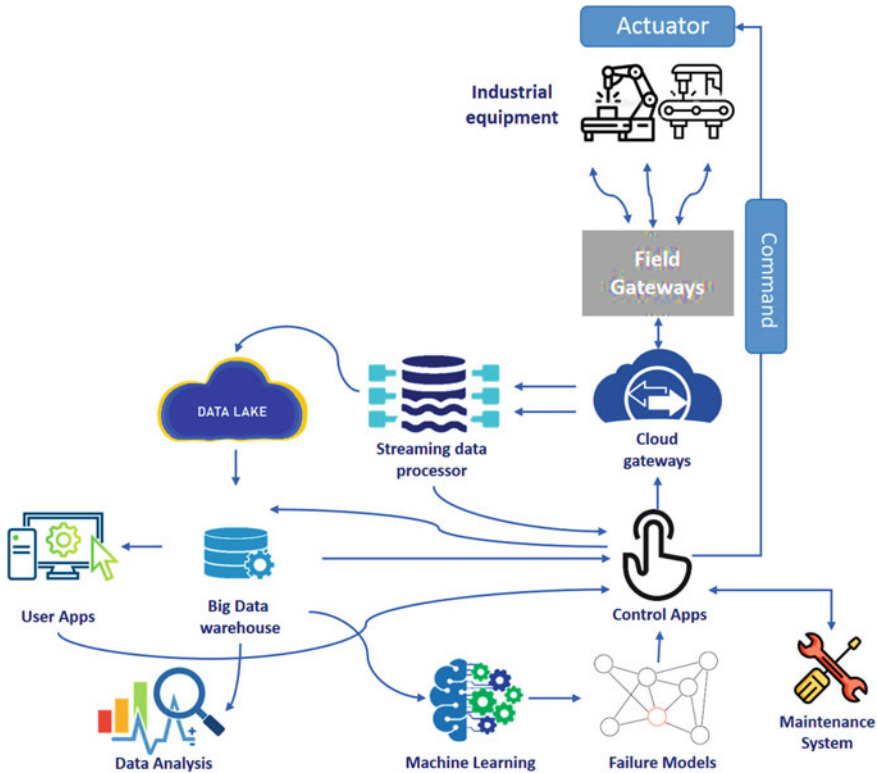 Actuator
Industrial
equipment
Field
Gateways
Command
DATA LAKE
Streaming data
processor
Cloud
gateways
User Apps
Big Data
warehouse
Control Apps
Maintenance
System
Data Analysis
Machine Learning
Failure Models